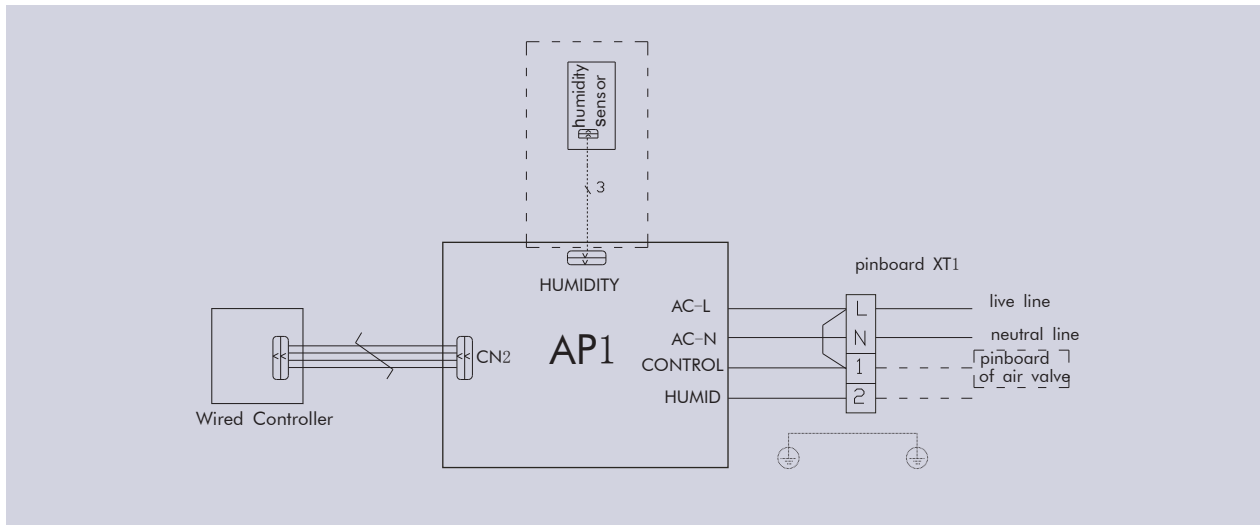 humidity
sensor
3
HUMIDITY
pinboard XT1
AC-L
L
live line
AC-N
N
neutral line
AP1
CN2
CONTROL
1
pinboard
of air valve
HUMID
2
Wired Controller